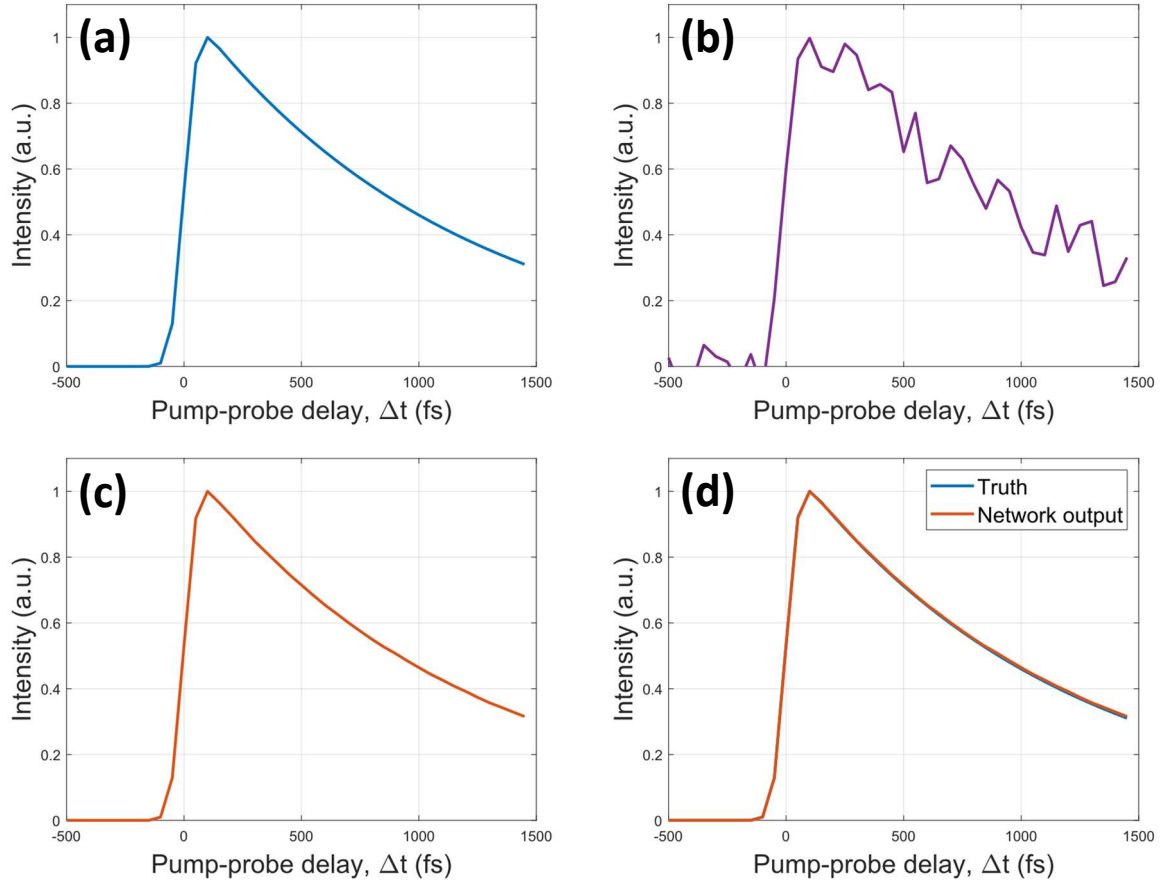 (a)
1
0.8
0.6
0.4
0.2
0
Intensity (a.u.)
-500 0 500 1000 1500
Pump-probe delay, Δt (fs)
(b)
1
0.8
0.6
0.4
0.2
0
Intensity (a.u.)
-500 0 500 1000 1500
Pump-probe delay, Δt (fs)
(c)
1
0.8
0.6
0.4
0.2
0
Intensity (a.u.)
-500 0 500 1000 1500
Pump-probe delay, Δt (fs)
(d)
Truth
Network output
1
0.8
0.6
0.4
0.2
0
Intensity (a.u.)
-500 0 500 1000 1500
Pump-probe delay, Δt (fs)